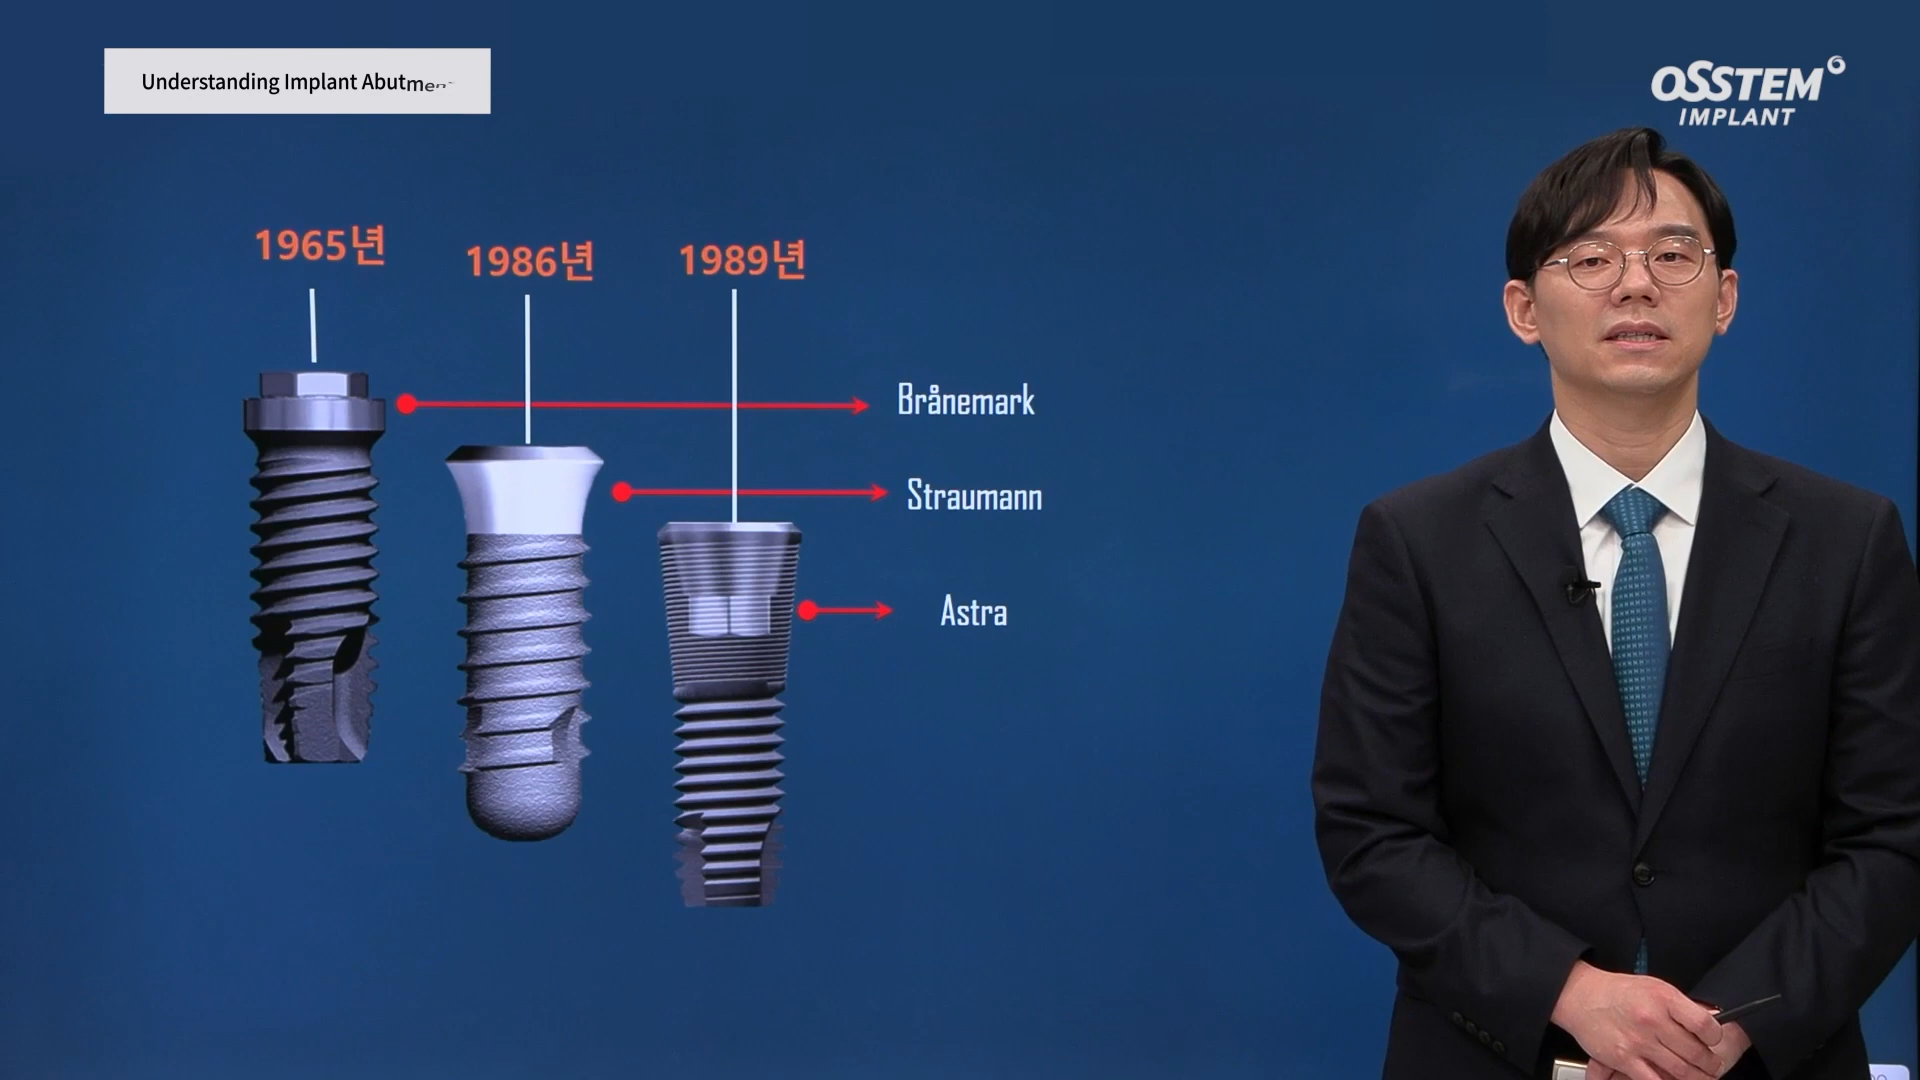 Understanding Implant Abutmen
OSSTEM
IMPLANT
1965년
1986년
1989년
Brånemark
Straumann
Astra